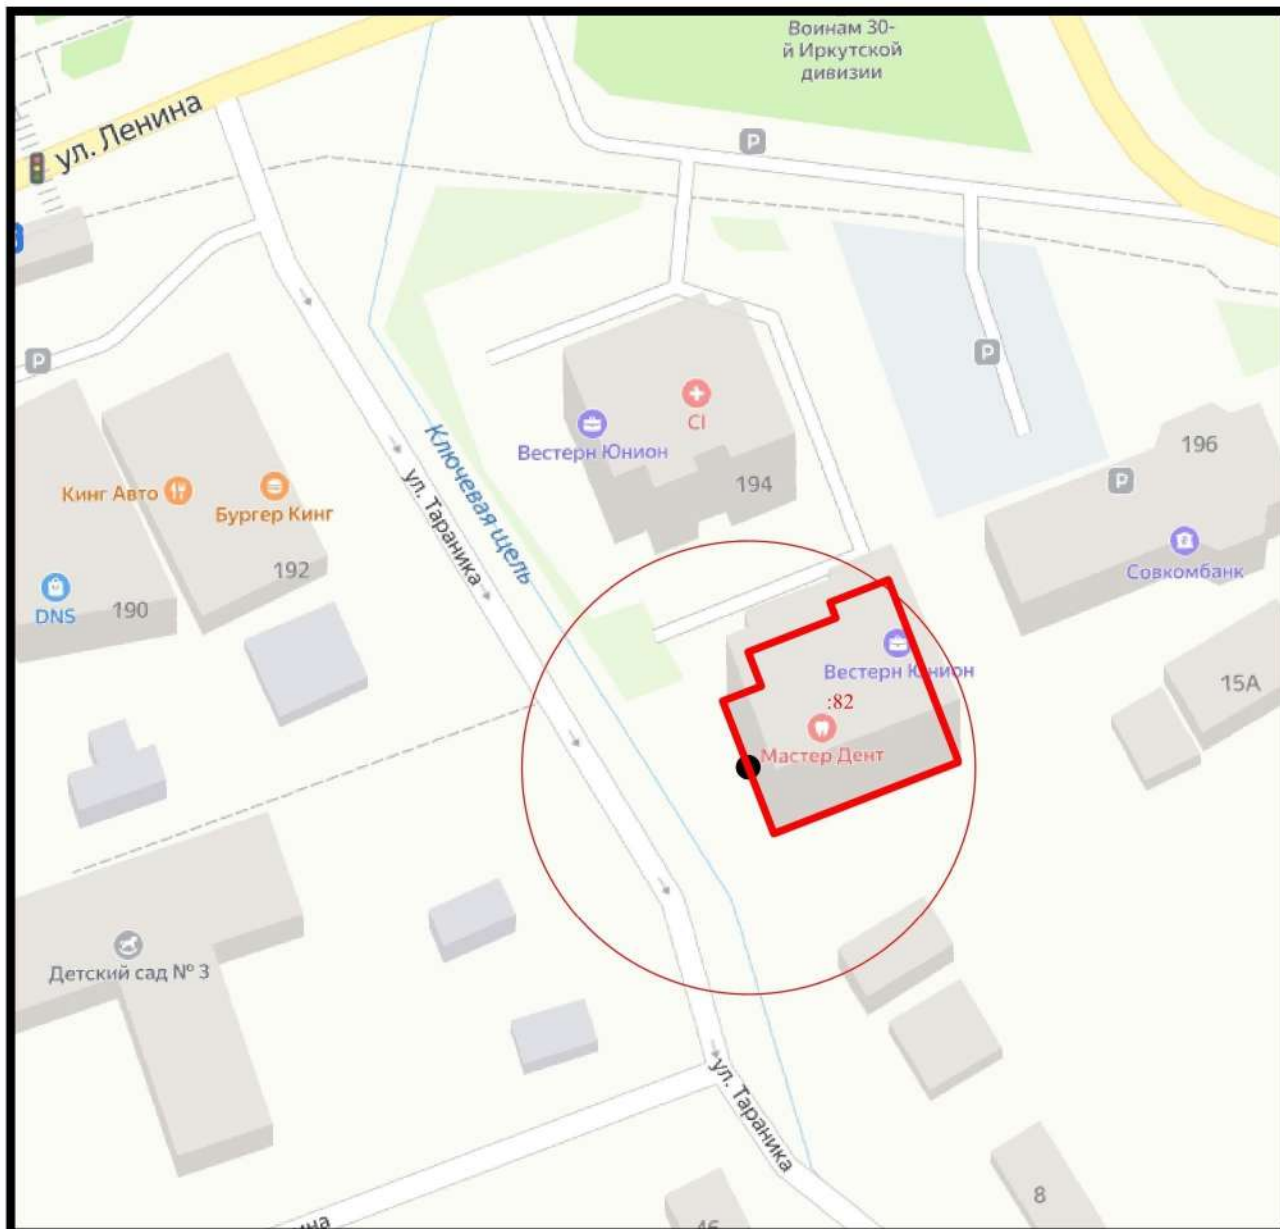 Воинам 30-
й Иркутской
дивизии
ул. Ленина
P
P
P
CI
Вестерн Юнион
194
196
P
Ключевая щель
Кинг Авто
Бургер Кинг
ул. Тараника
192
Совкомбанк
DNS
190
Вестерн Юнион
15А
:82
Мастер Дент
Детский сад № 3
ул. Тараника
8